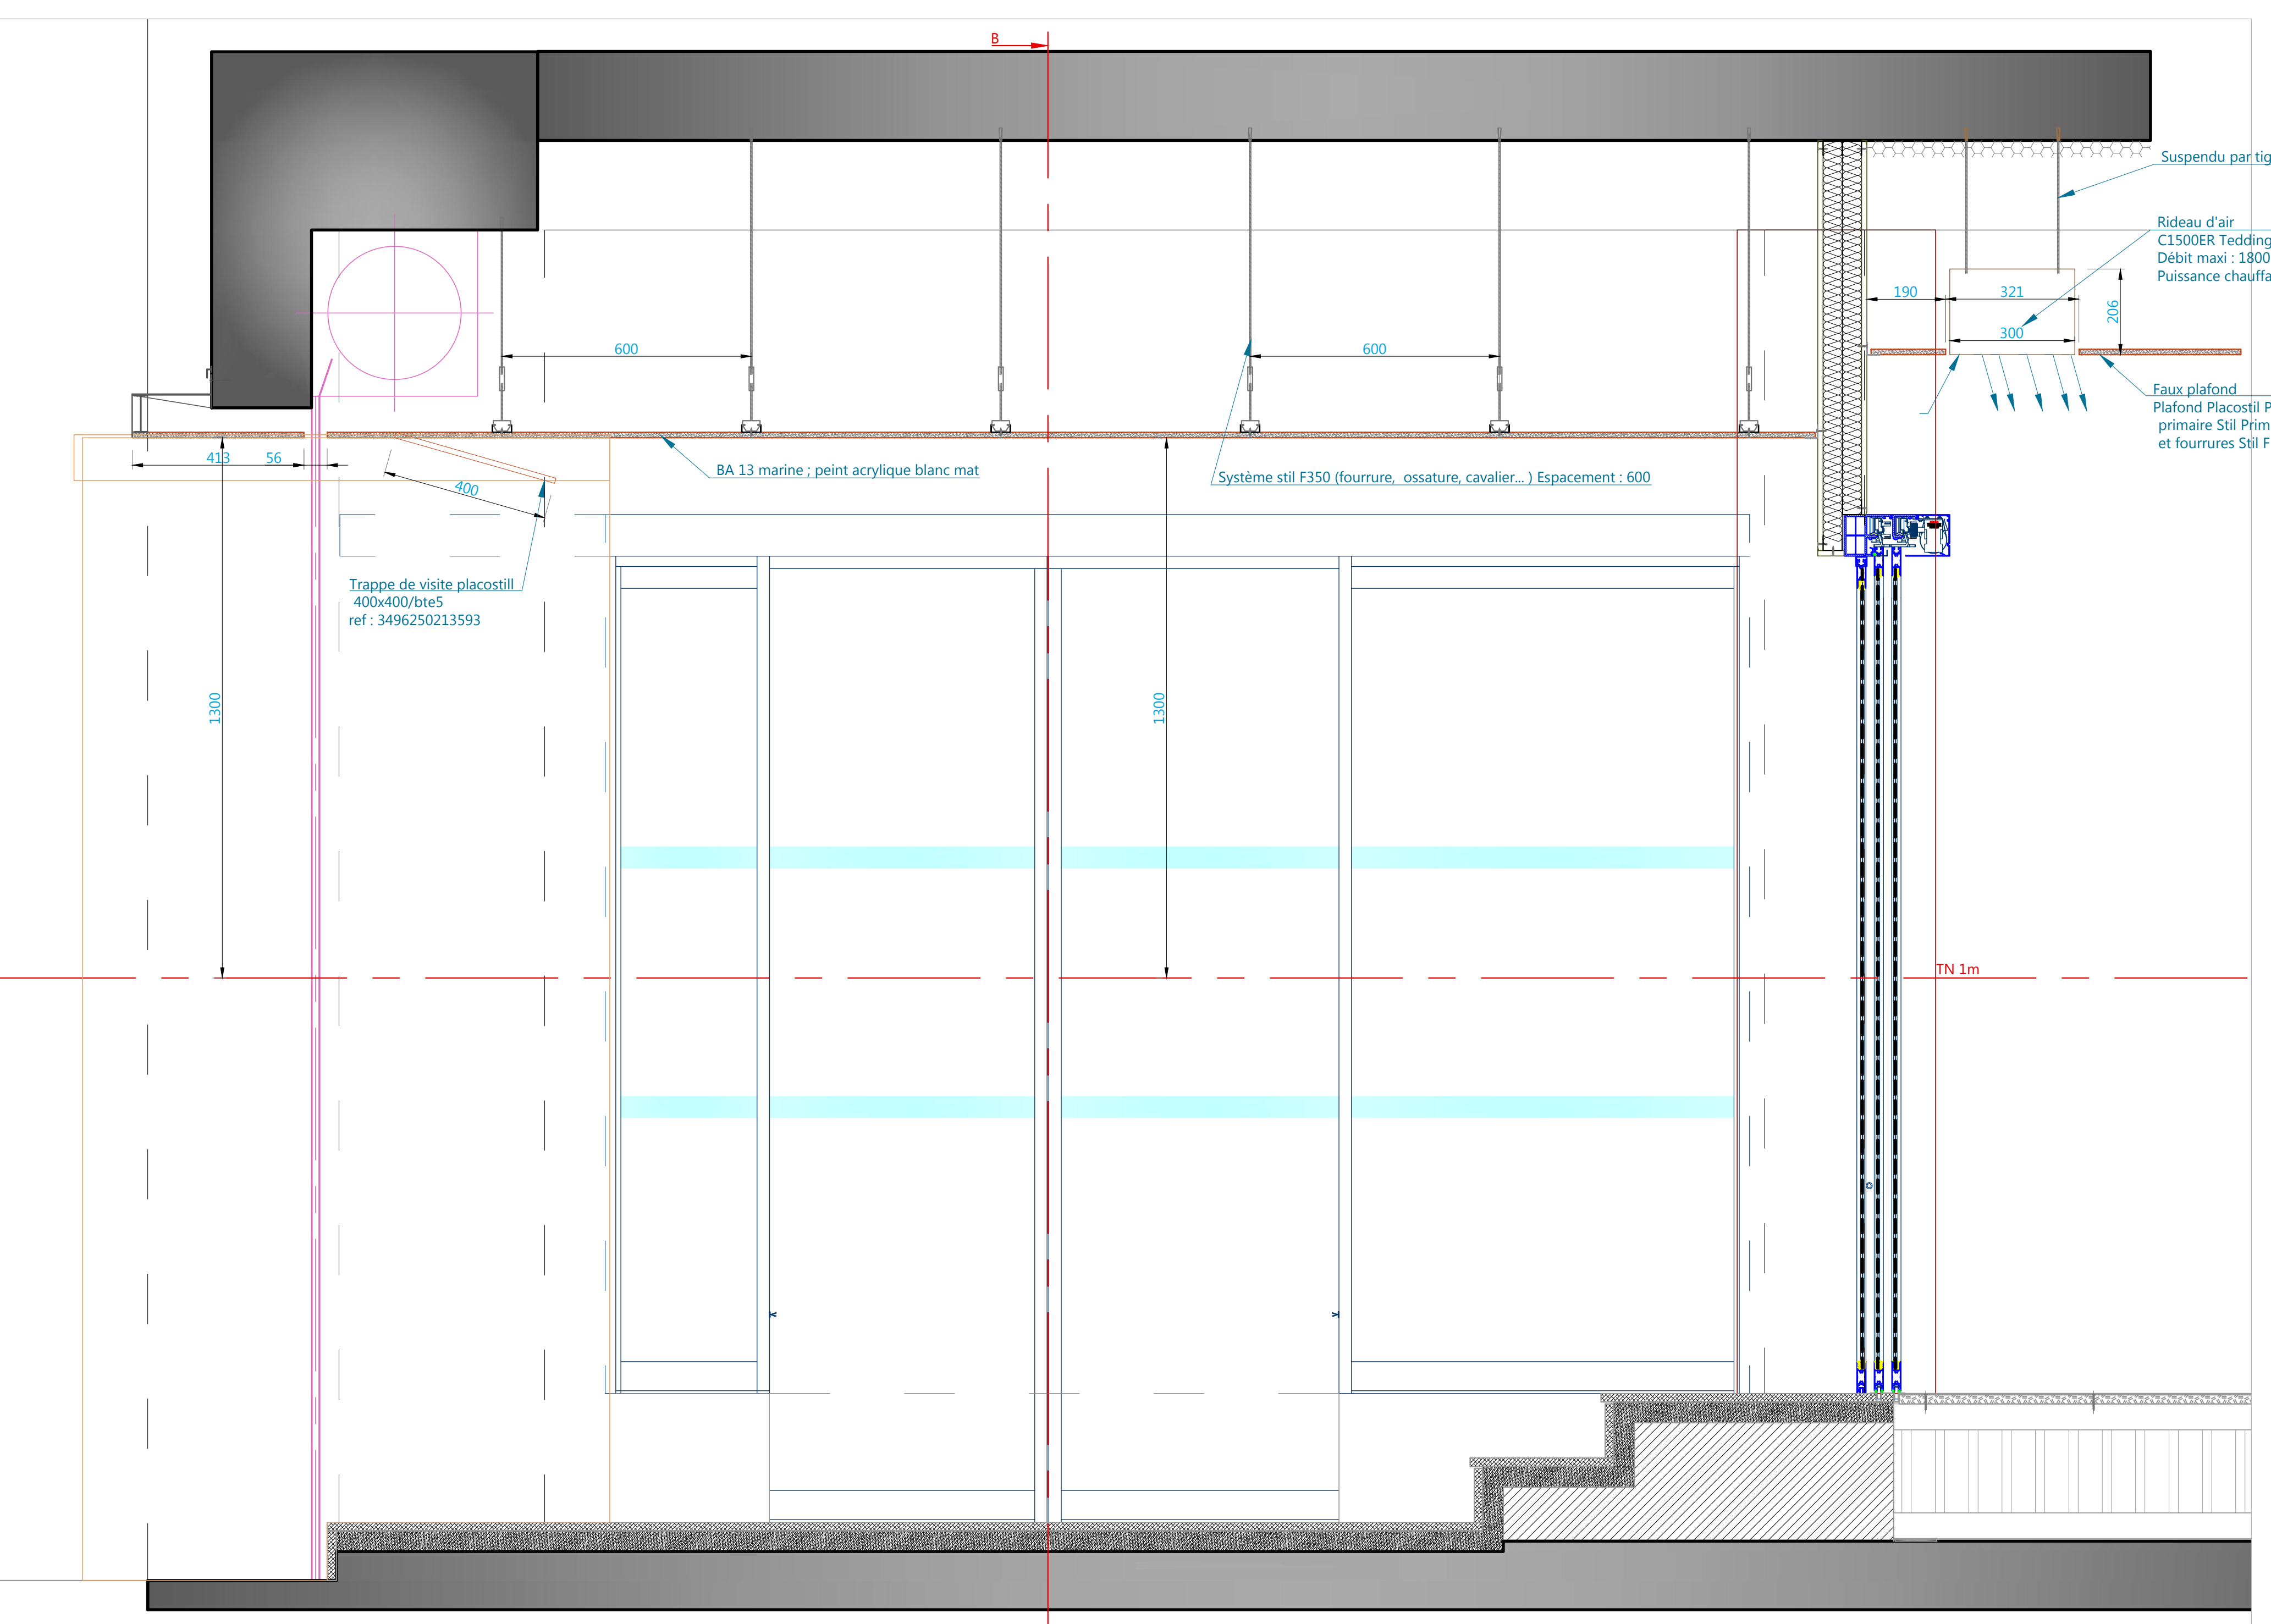 B
Suspendu par tig
Rideau d'air
C1500ER Tedding
Débit maxi : 1800
Puissance chauffa
190
321
206
300
600
600
Faux plafond
Plafond Placostil P
primaire Stil Prim
et fourrures Stil F
413
56
400
BA 13 marine ; peint acrylique blanc mat
Système stil F350 (fourrure, ossature, cavalier... ) Espacement : 600
Trappe de visite placostill
400x400/bte5
ref : 3496250213593
1300
1300
TN 1m